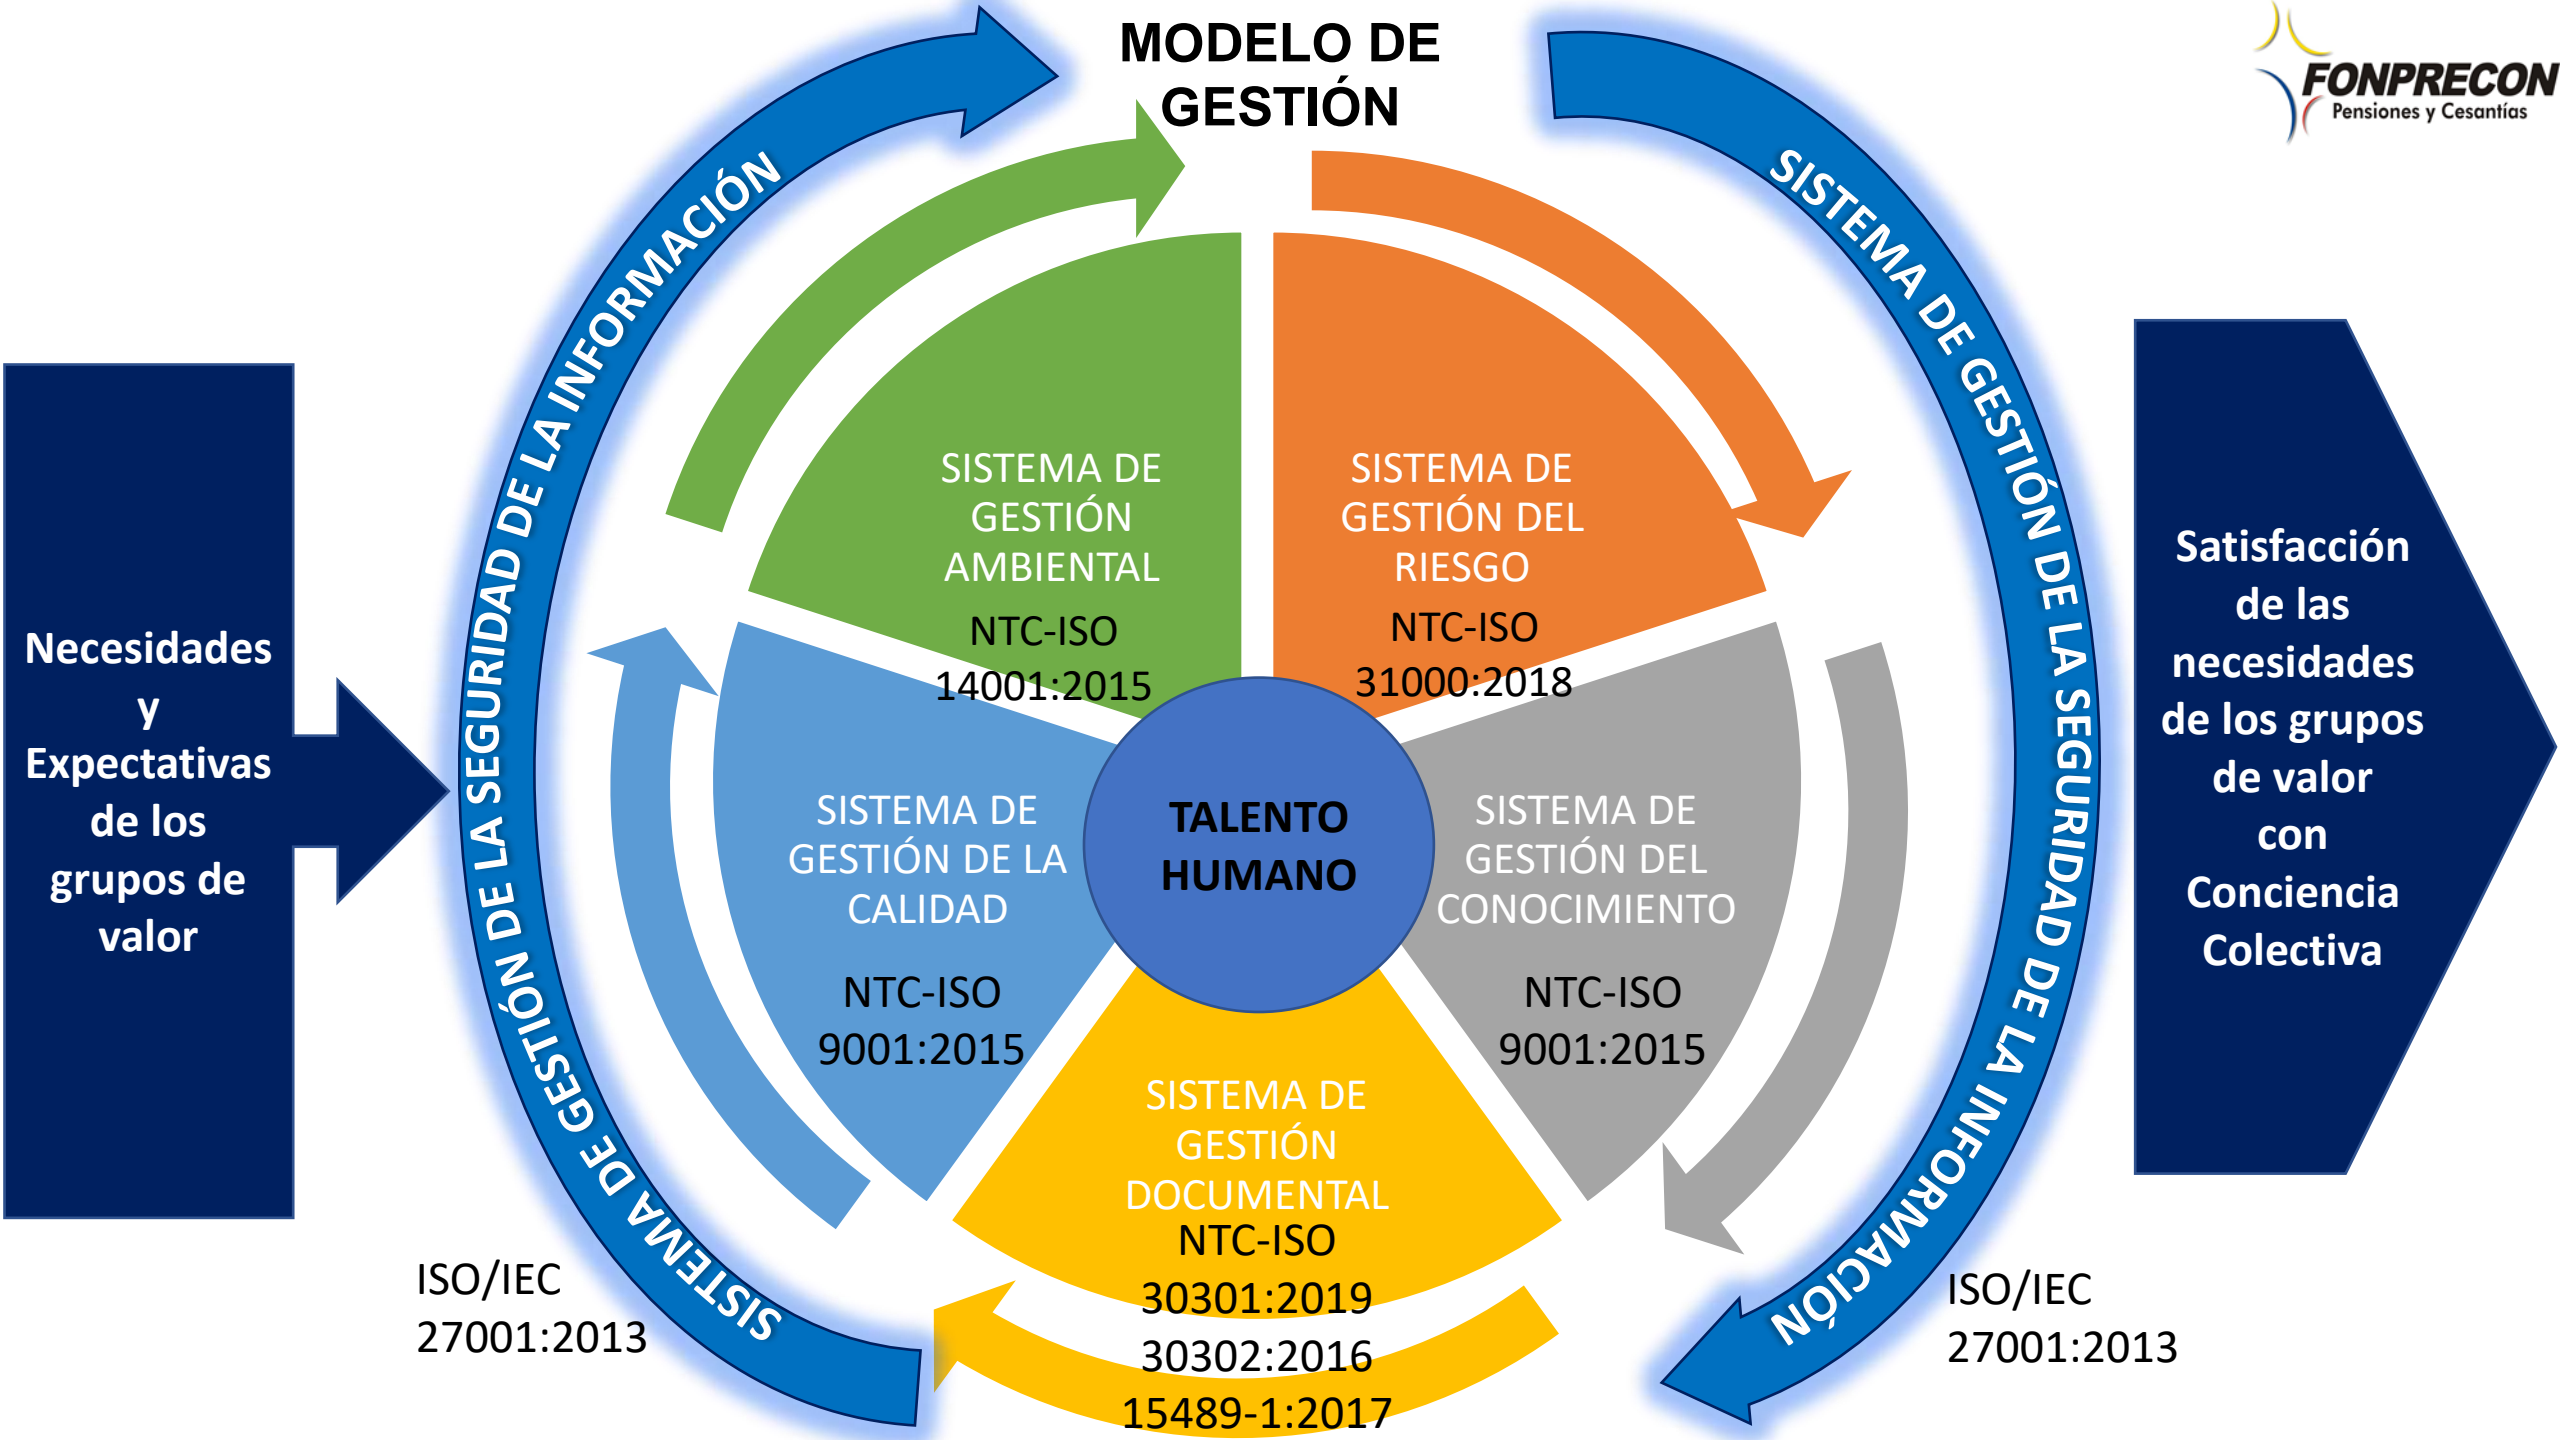 MODELO DE
GESTIÓN
FONPRECON
Pensiones y Cesantías
Necesidades
y
Expectativas
de los
grupos de
valor
SISTEMA DE GESTIÓN DE LA SEGURIDAD DE LA INFORMACIÓN
ISO/IEC
27001:2013
SISTEMA DE
GESTIÓN
AMBIENTAL
NTC-ISO
14001:2015
SISTEMA DE
GESTIÓN DEL
RIESGO
NTC-ISO
31000:2018
SISTEMA DE
GESTIÓN DE LA
CALIDAD
NTC-ISO
9001:2015
TALENTO
HUMANO
SISTEMA DE
GESTIÓN DEL
CONOCIMIENTO
NTC-ISO
9001:2015
SISTEMA DE
GESTIÓN
DOCUMENTAL
NTC-ISO
30301:2019
30302:2016
15489-1:2017
SISTEMA DE GESTIÓN DE LA SEGURIDAD DE LA INFORMACIÓN
ISO/IEC
27001:2013
Satisfacción
de las
necesidades
de los grupos
de valor
con
Conciencia
Colectiva